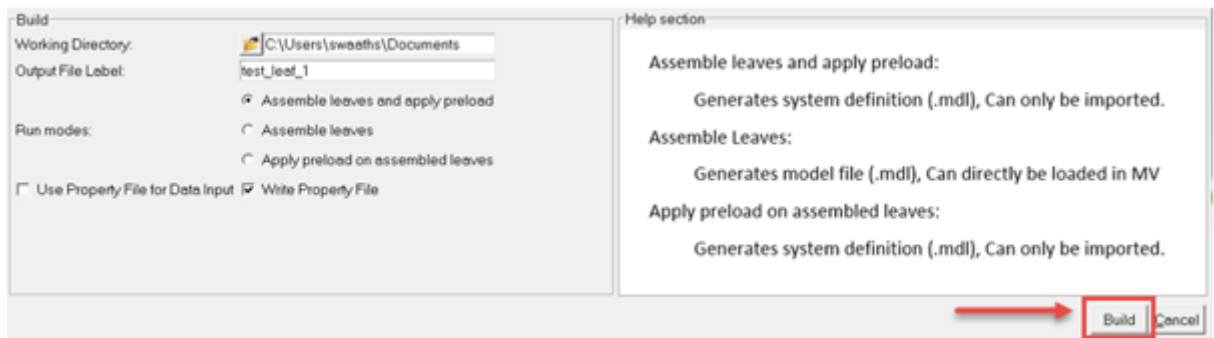 Build
Working Directory: C:\Users\swaaths\Documents
Output File Label: test_leaf_1
Assemble leaves and apply preload
Run modes: Assemble leaves
Apply preload on assembled leaves
Use Property File for Data Input Write Property File
Help section
Assemble leaves and apply preload:
Generates system definition (.mdl), Can only be imported.
Assemble Leaves:
Generates model file (.mdl), Can directly be loaded in MV
Apply preload on assembled leaves:
Generates system definition (.mdl), Can only be imported.
Build Cancel